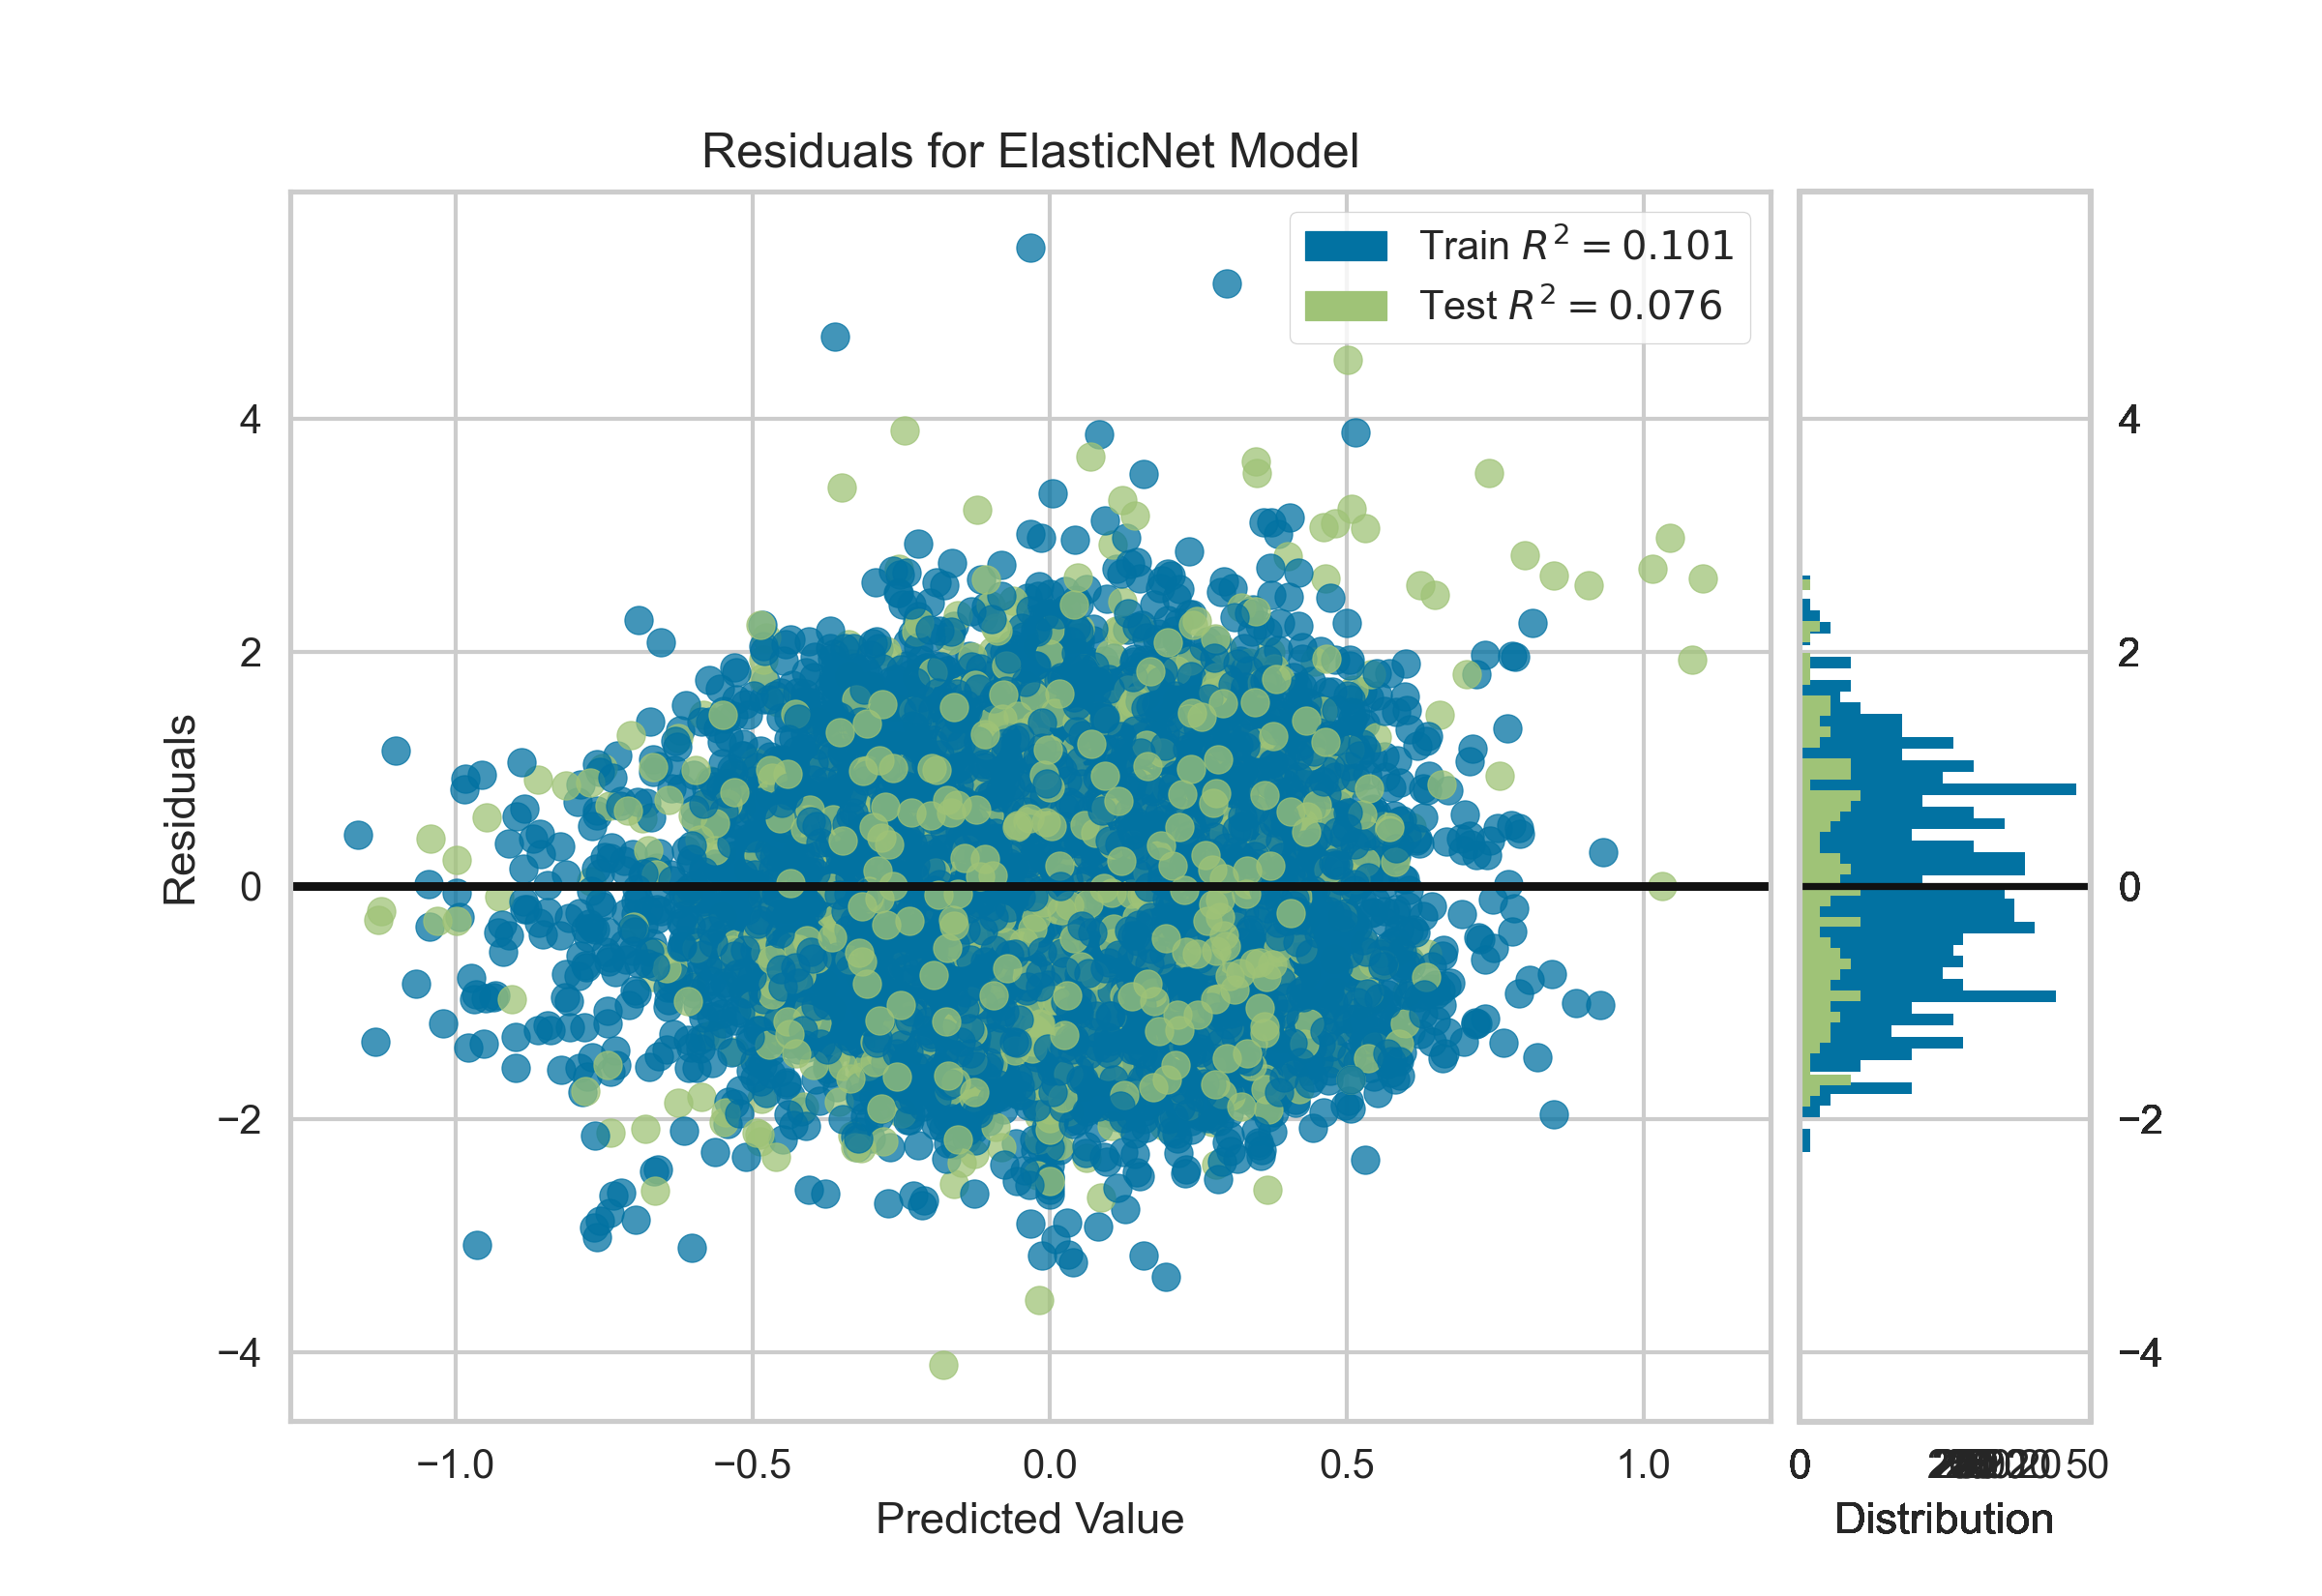 Residuals for ElasticNet Model
Train R² = 0.101
Test R² = 0.076
Residuals
4
2
0
−2
−4
−1.0
−0.5
0.0
0.5
1.0
Predicted Value
4
2
0
−2
−4
0
50
Distribution